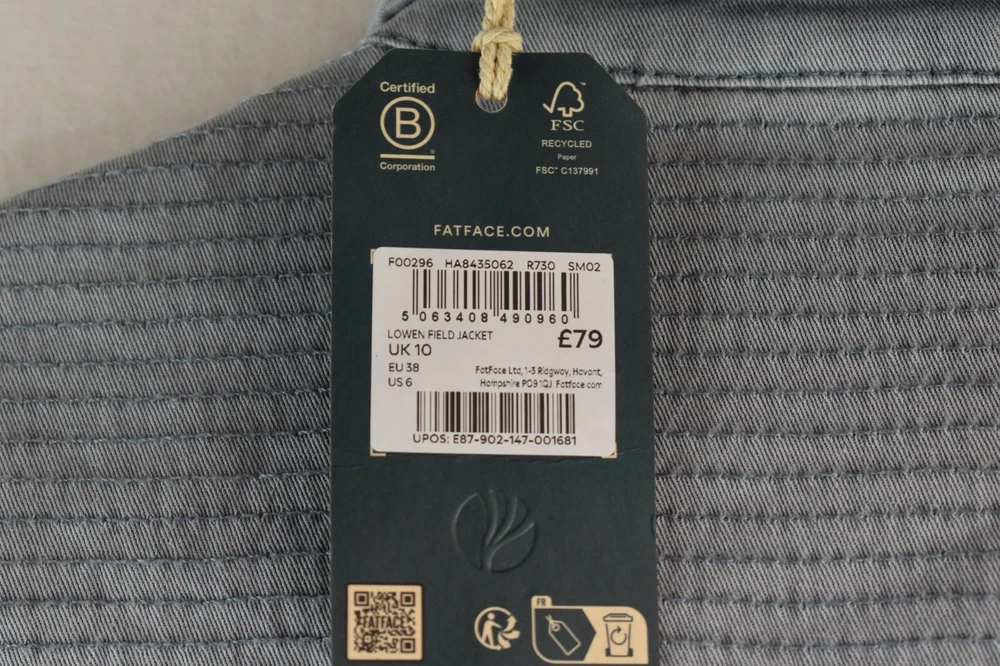 Certified
B
Corporation
FSC
RECYCLED
Paper
FSC™ C137991
FATFACE.COM
F00296 HA8435062 R730 SM02
5 063408 490960
LOWEN FIELD JACKET
£79
UK 10
EU 38
US 6
FatFace Ltd, 1-3 Ridgway, Havant,
Hampshire PO9 1QJ. Fatface.com
UPOS: E87-902-147-001681
FATFACE
FR